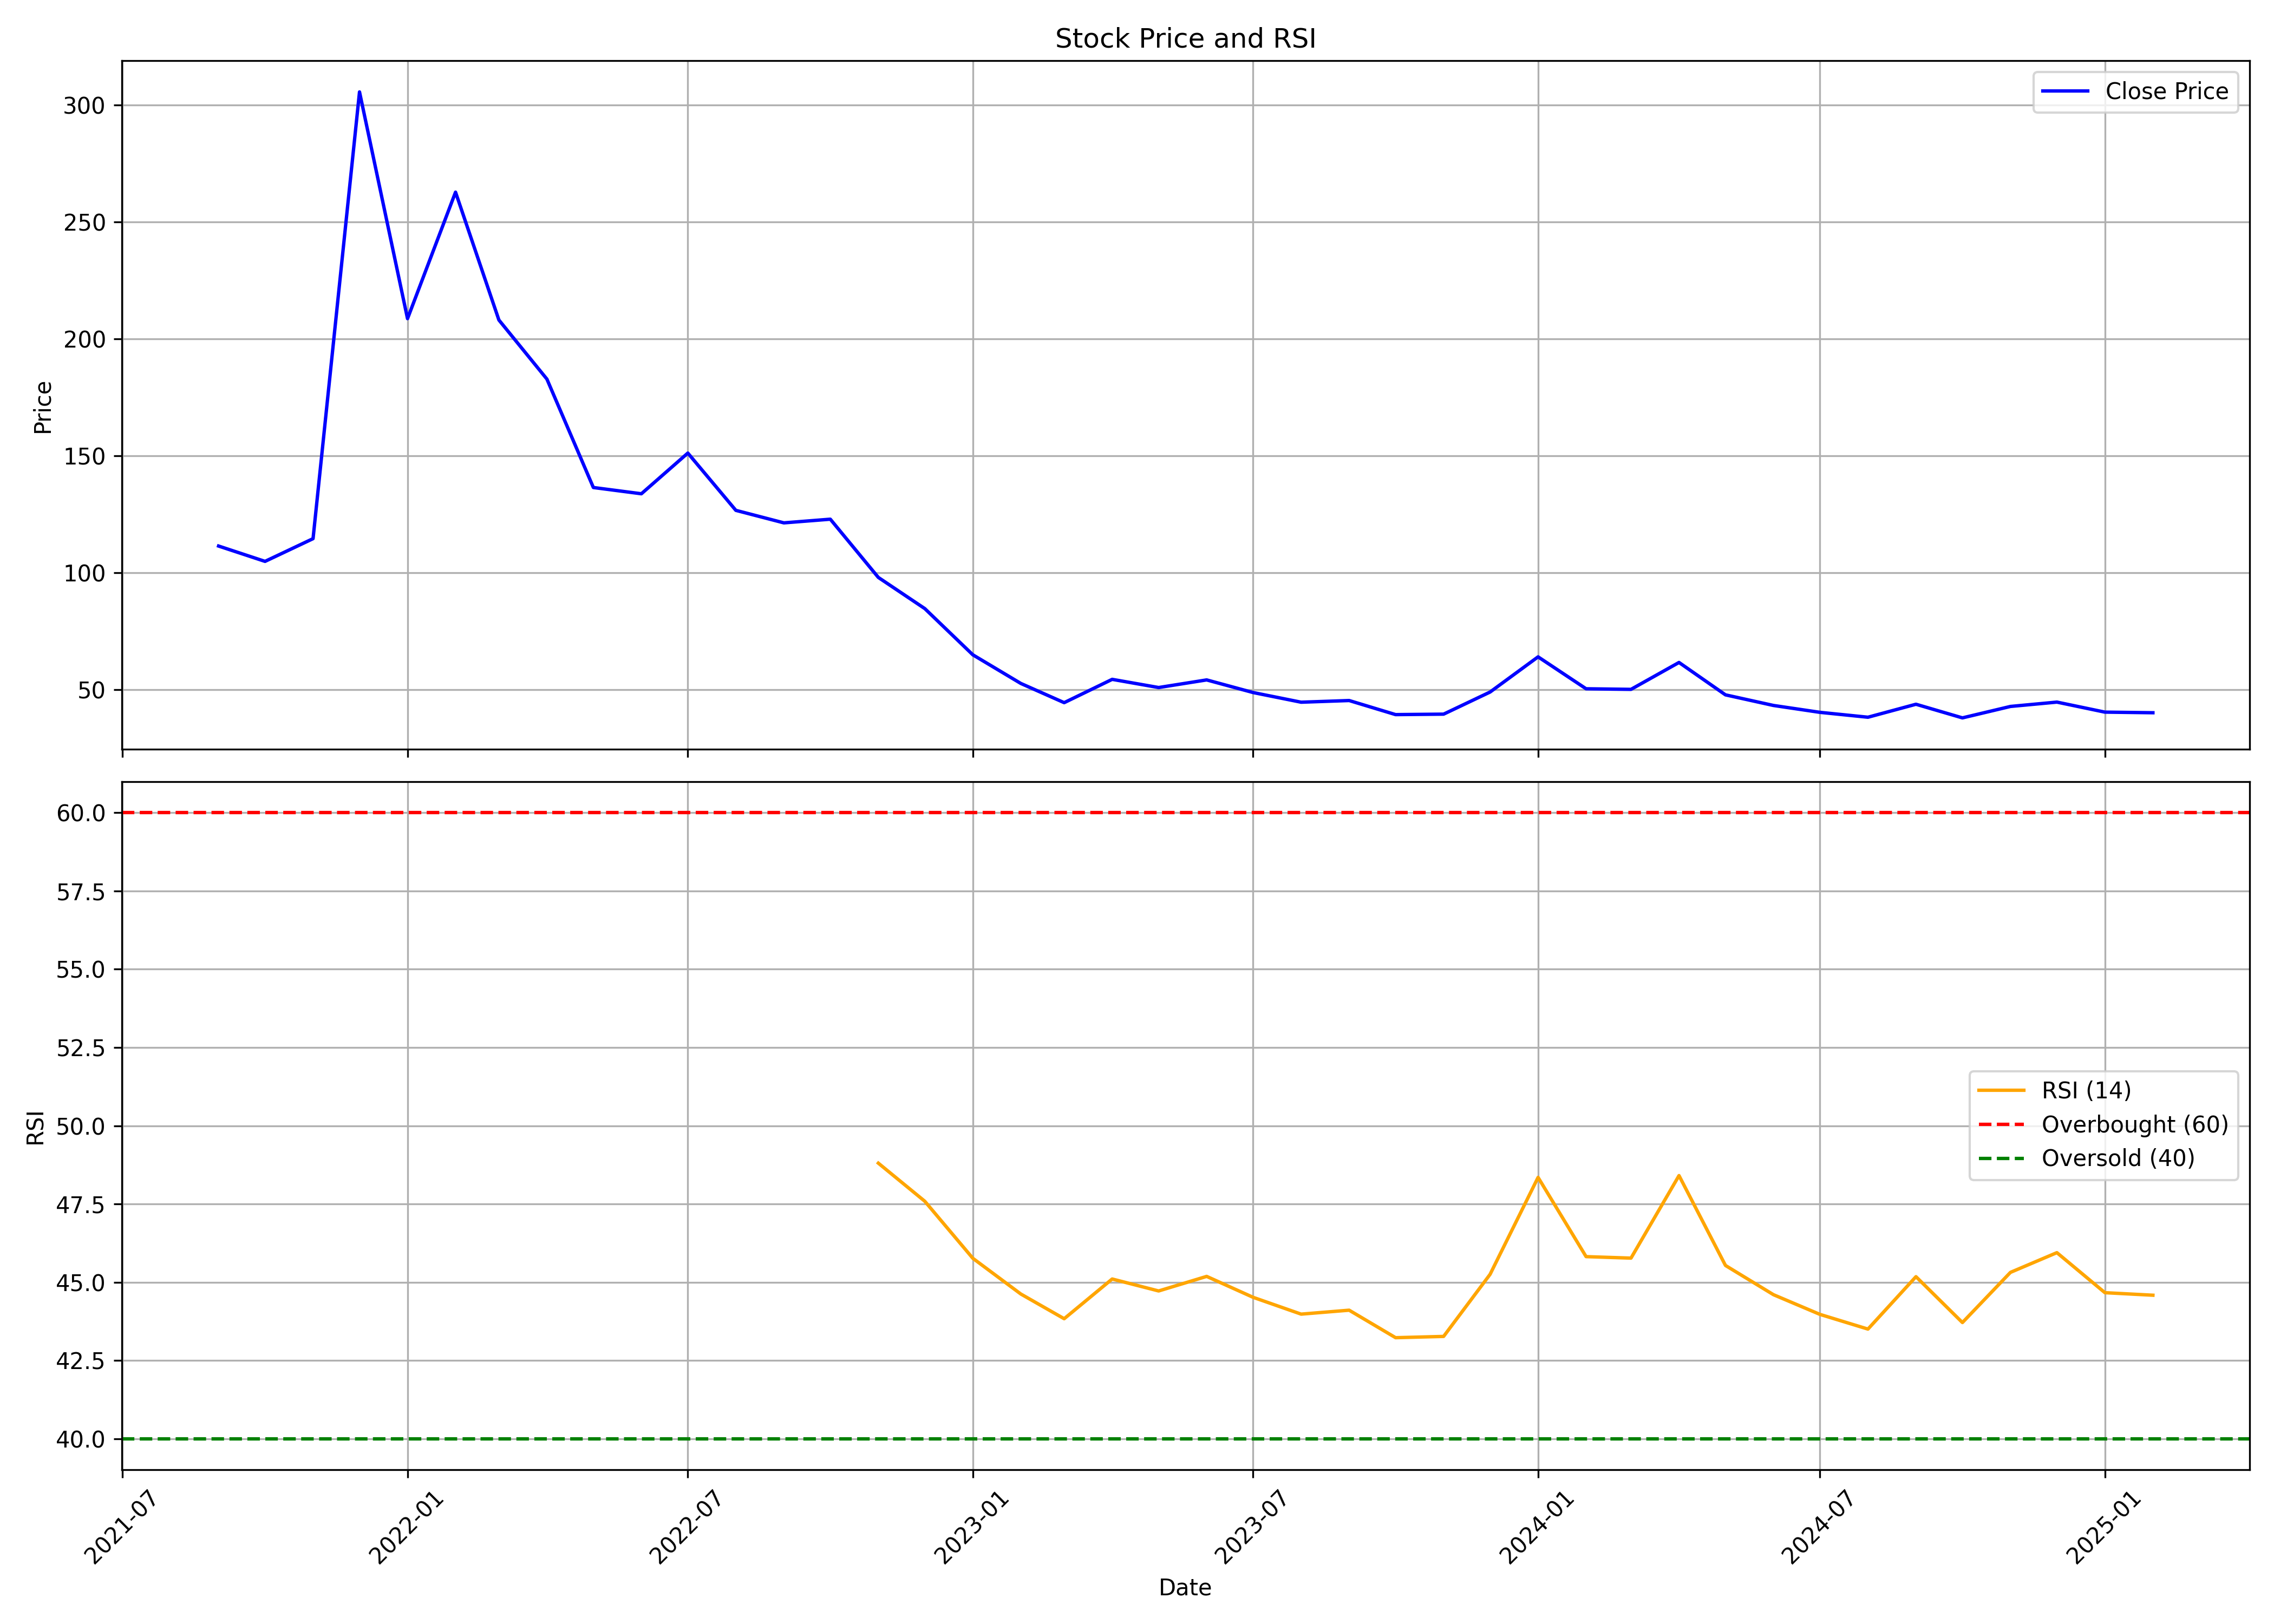 Stock Price and RSI
Close Price
300
250
200
150
100
50
Price
60.0
57.5
55.0
52.5
50.0
47.5
45.0
42.5
40.0
RSI
RSI (14)
Overbought (60)
Oversold (40)
2021-07
2022-01
2022-07
2023-01
2023-07
2024-01
2024-07
2025-01
Date